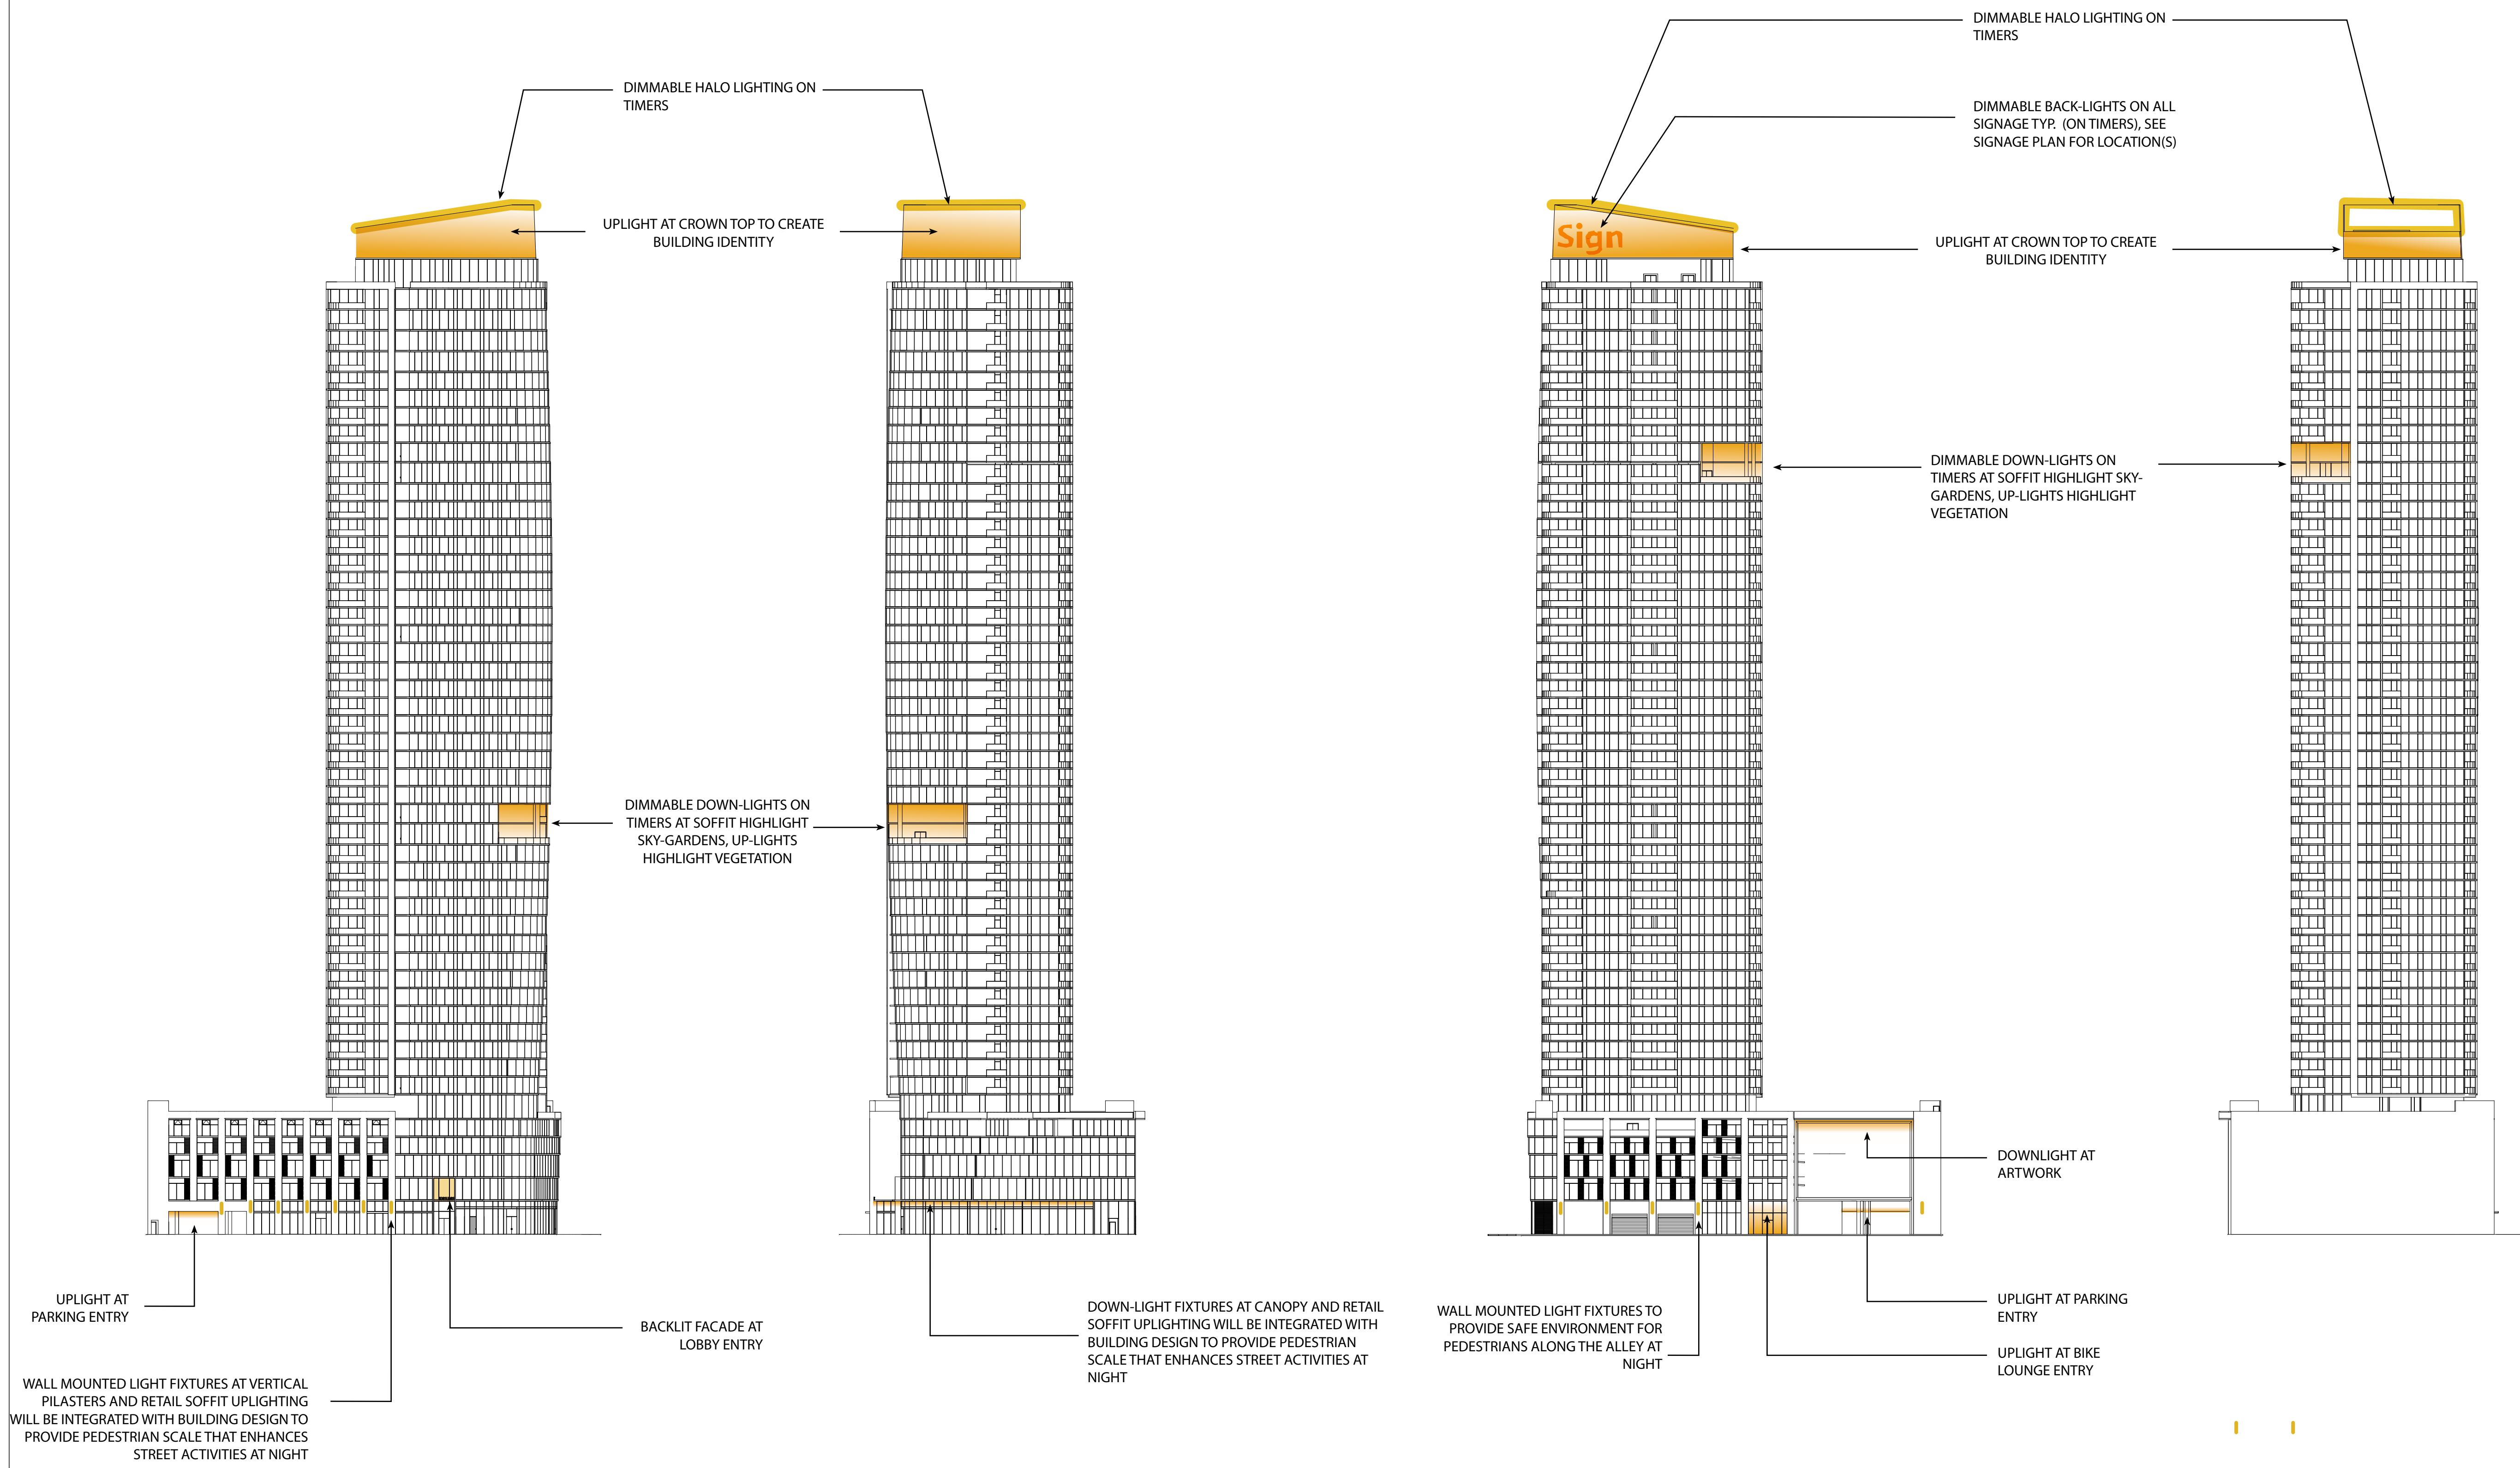 DIMMABLE HALO LIGHTING ON
TIMERS
UPLIGHT AT CROWN TOP TO CREATE
BUILDING IDENTITY
DIMMABLE DOWN-LIGHTS ON
TIMERS AT SOFFIT HIGHLIGHT
SKY-GARDENS, UP-LIGHTS
HIGHLIGHT VEGETATION
UPLIGHT AT
PARKING ENTRY
WALL MOUNTED LIGHT FIXTURES AT VERTICAL
PILASTERS AND RETAIL SOFFIT UPLIGHTING
WILL BE INTEGRATED WITH BUILDING DESIGN TO
PROVIDE PEDESTRIAN SCALE THAT ENHANCES
STREET ACTIVITIES AT NIGHT
BACKLIT FACADE AT
LOBBY ENTRY
DOWN-LIGHT FIXTURES AT CANOPY AND RETAIL
SOFFIT UPLIGHTING WILL BE INTEGRATED WITH
BUILDING DESIGN TO PROVIDE PEDESTRIAN
SCALE THAT ENHANCES STREET ACTIVITIES AT
NIGHT
DIMMABLE HALO LIGHTING ON
TIMERS
DIMMABLE BACK-LIGHTS ON ALL
SIGNAGE TYP. (ON TIMERS), SEE
SIGNAGE PLAN FOR LOCATION(S)
Sign
UPLIGHT AT CROWN TOP TO CREATE
BUILDING IDENTITY
DIMMABLE DOWN-LIGHTS ON
TIMERS AT SOFFIT HIGHLIGHT SKY-
GARDENS, UP-LIGHTS HIGHLIGHT
VEGETATION
DOWNLIGHT AT
ARTWORK
WALL MOUNTED LIGHT FIXTURES TO
PROVIDE SAFE ENVIRONMENT FOR
PEDESTRIANS ALONG THE ALLEY AT
NIGHT
UPLIGHT AT PARKING
ENTRY
UPLIGHT AT BIKE
LOUNGE ENTRY